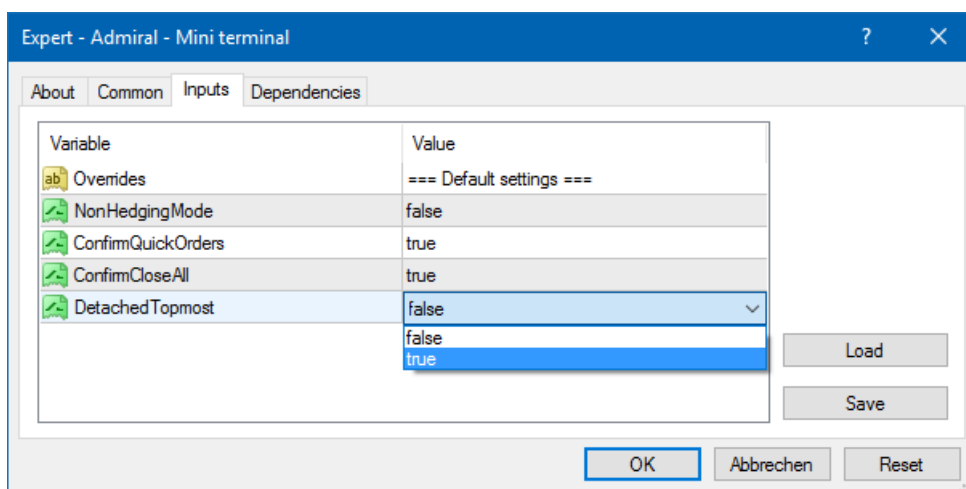 Expert - Admiral - Mini terminal ?
About Common Inputs Dependencies
Variable Value
ab Overrides === Default settings ===
NonHedgingMode false
ConfirmQuickOrders true
ConfirmCloseAll true
DetachedTopmost false
false
true
Load
Save
OK Abbrechen Reset